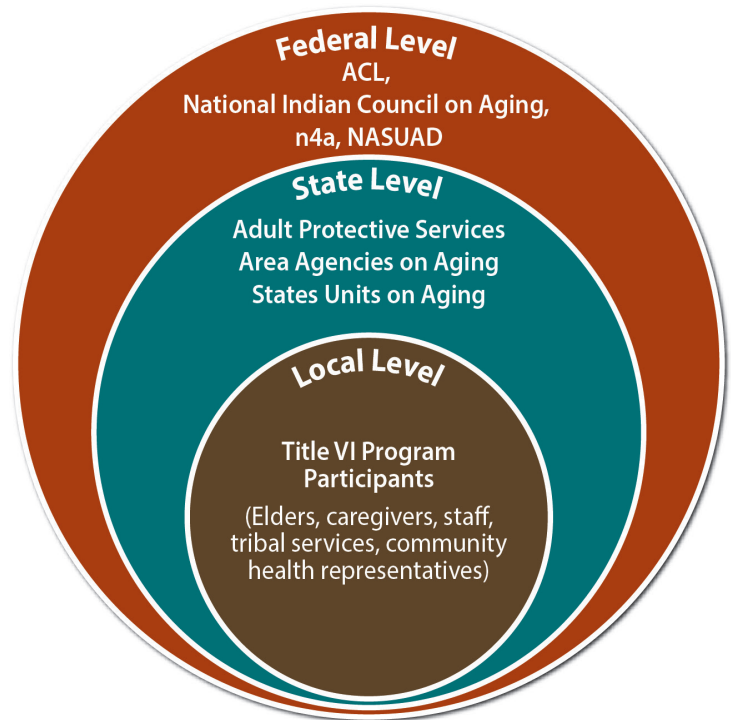 Federal Level
ACL,
National Indian Council on Aging,
n4a, NASUAD
State Level
Adult Protective Services
Area Agencies on Aging
States Units on Aging
Local Level
Title VI Program
Participants
(Elders, caregivers, staff,
tribal services, community
health representatives)